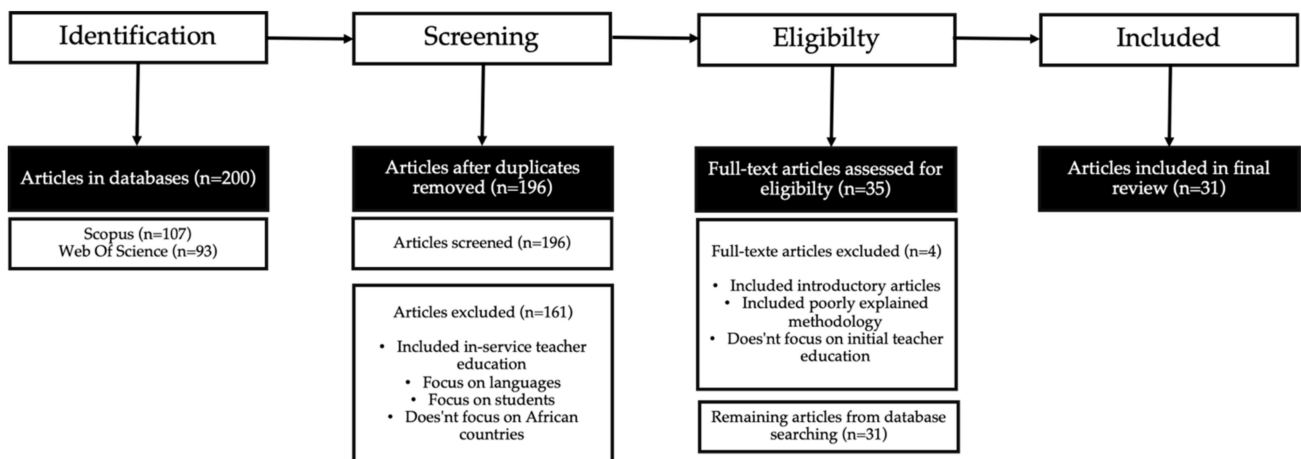 Identification
Screening
Eligibilty
Included
Articles in databases (n=200)
Scopus (n=107)
Web Of Science (n=93)
Articles after duplicates
removed (n=196)
Articles screened (n=196)
Articles excluded (n=161)
• Included in-service teacher
education
• Focus on languages
• Focus on students
• Does'nt focus on African
countries
Full-text articles assessed for
eligibilty (n=35)
Full-texte articles excluded (n=4)
• Included introductory articles
• Included poorly explained
methodology
• Does'nt focus on initial teacher
education
Remaining articles from database
searching (n=31)
Articles included in final
review (n=31)